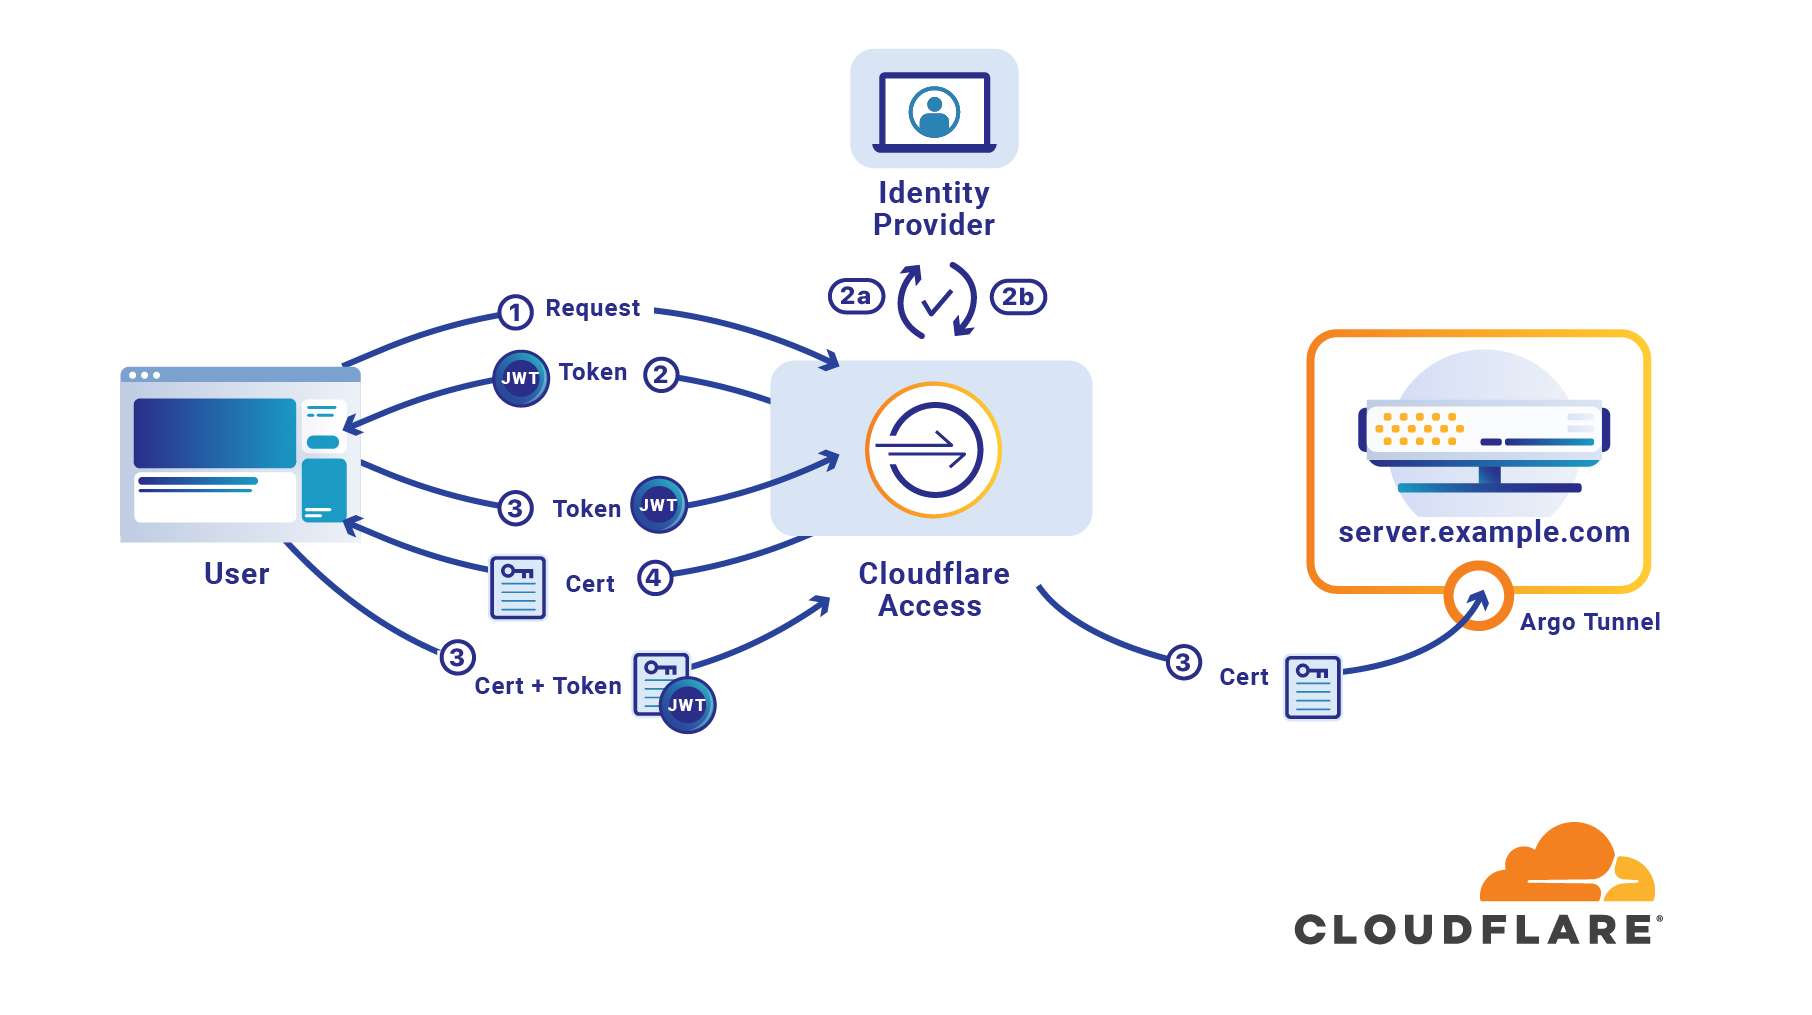 Identity
Provider
2a
2b
1 Request
JWT Token 2
3 Token JWT
Cert 4
3
Cert + Token
JWT
User
Cloudflare
Access
server.example.com
Argo Tunnel
3 Cert
CLOUDFLARE®